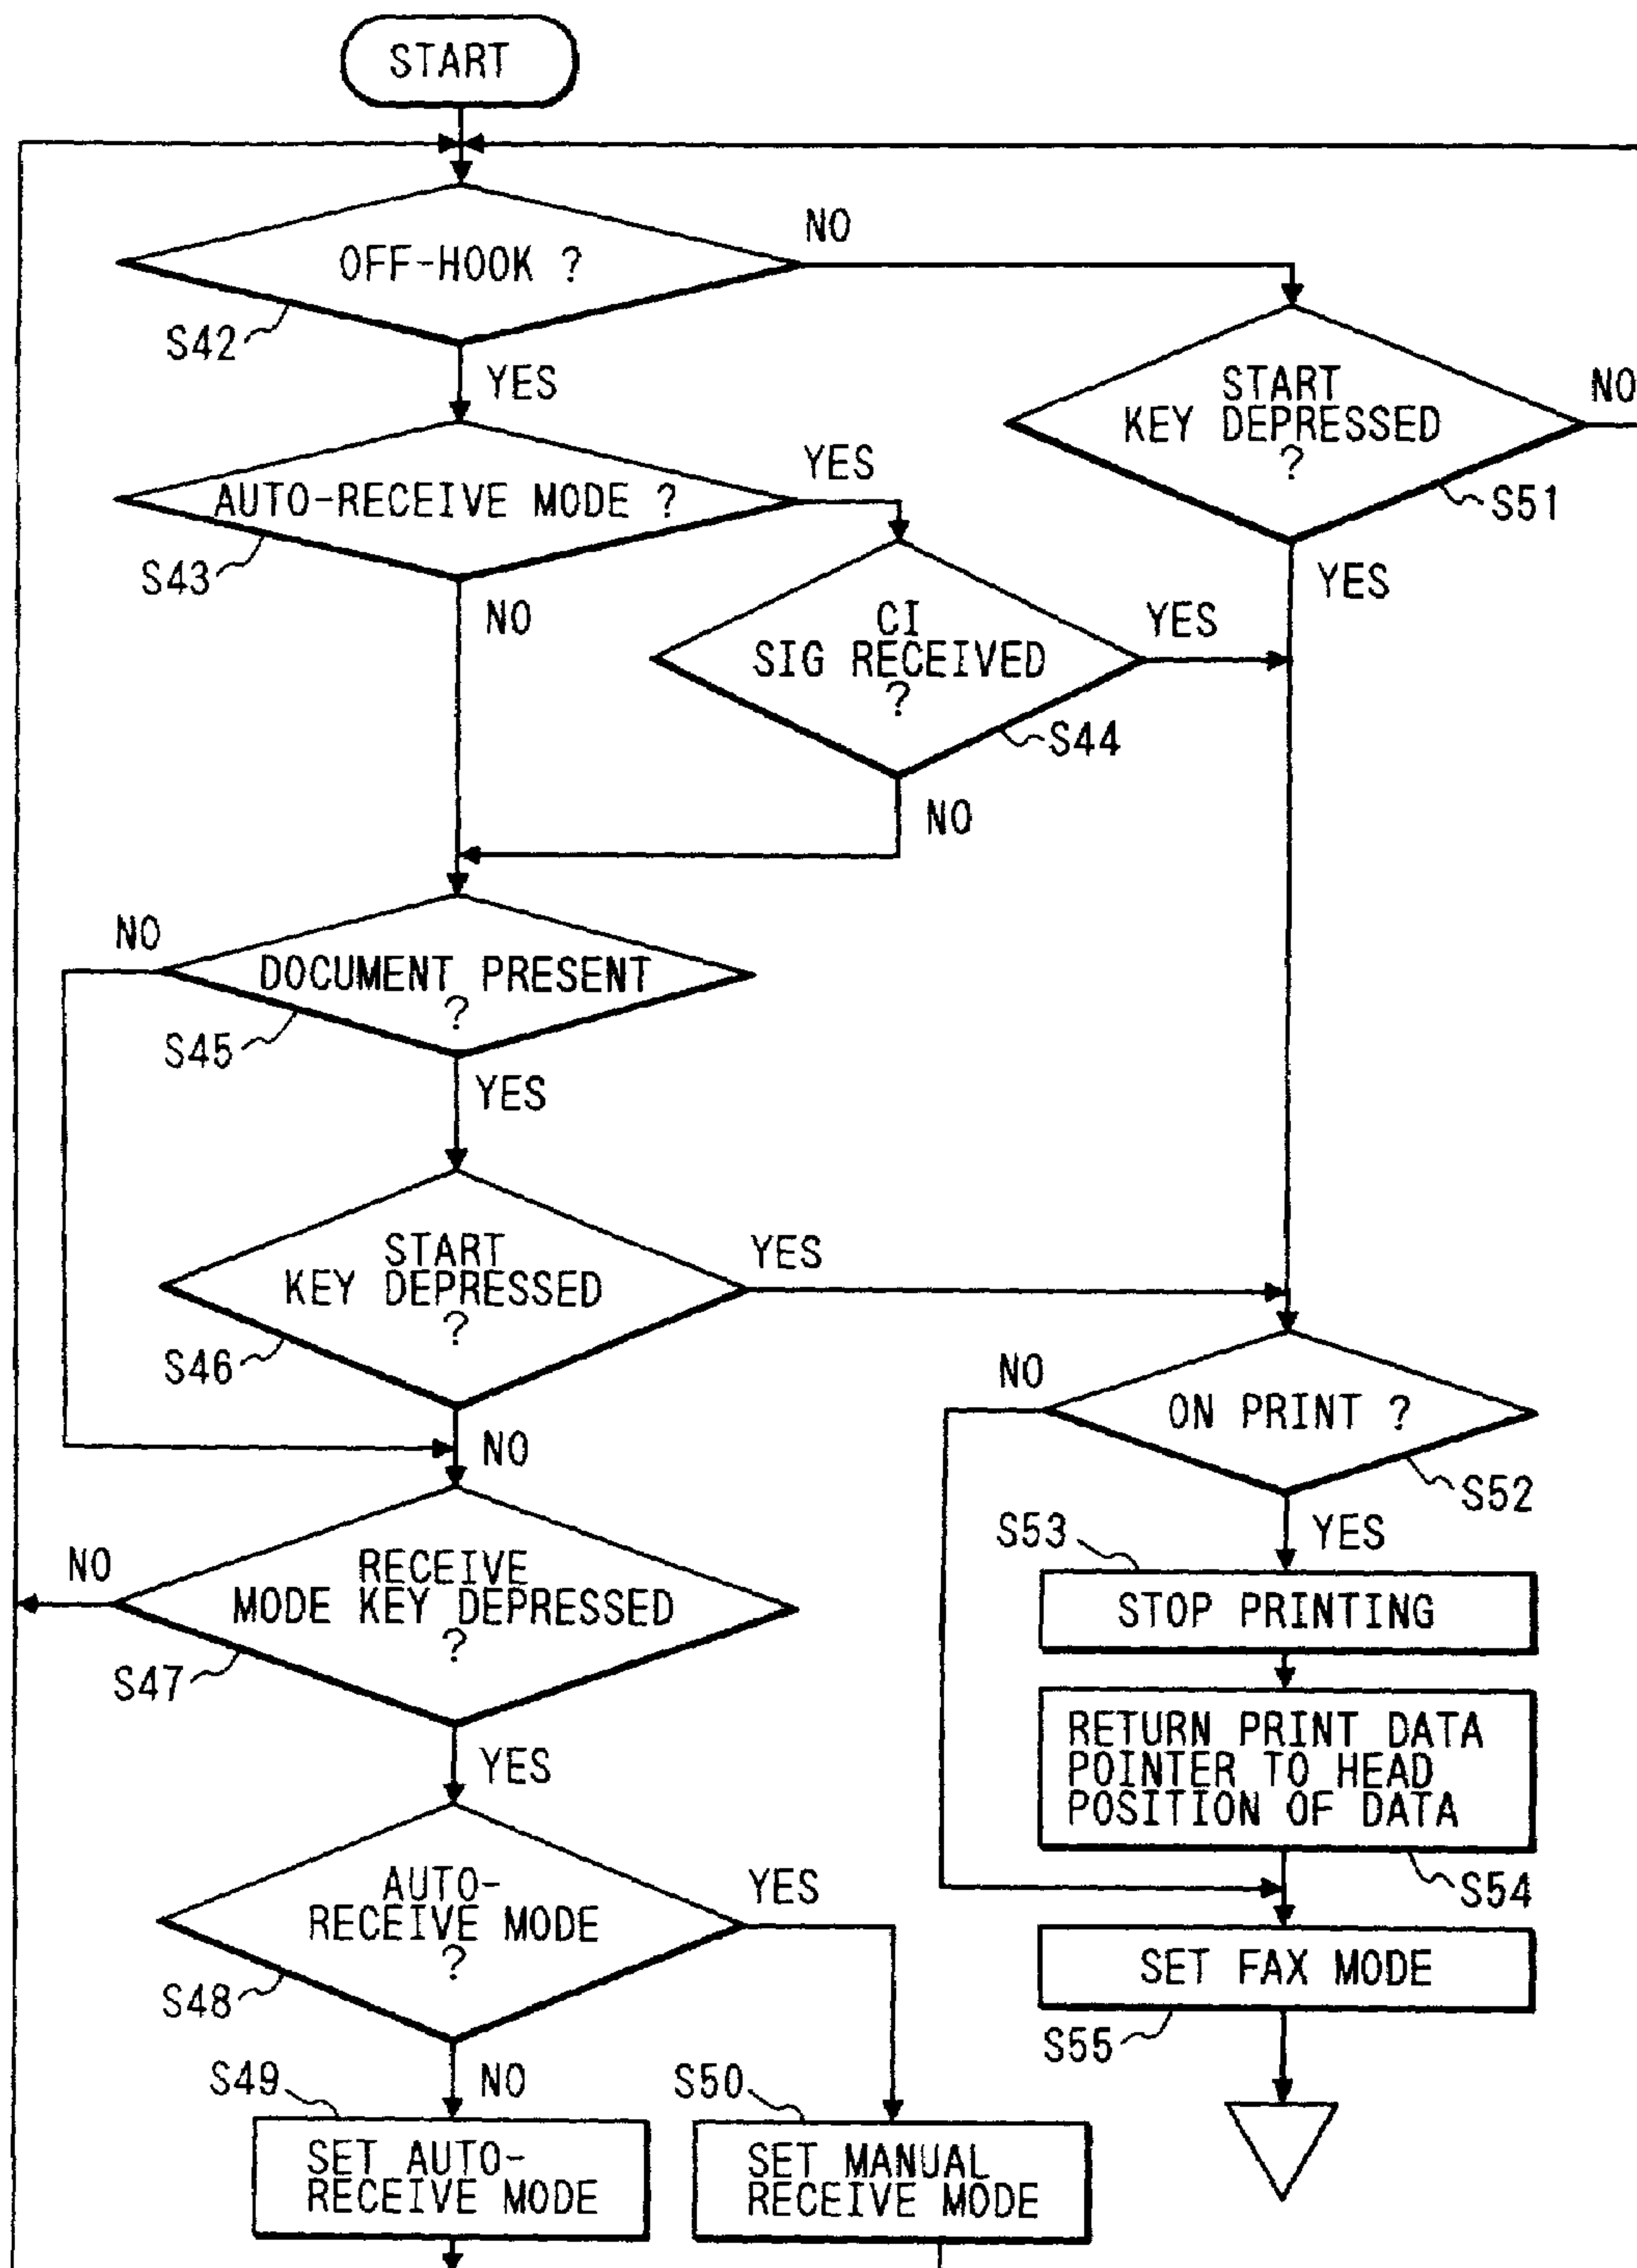 START
OFF-HOOK ?
NO
S42
YES
START
KEY DEPRESSED
?
NO
S51
YES
AUTO-RECEIVE MODE ?
YES
S43
NO
CI
SIG RECEIVED
?
YES
S44
NO
NO
DOCUMENT PRESENT
?
S45
YES
START
KEY DEPRESSED
?
YES
S46
NO
NO
ON PRINT ?
S52
YES
S53
STOP PRINTING
RETURN PRINT DATA
POINTER TO HEAD
POSITION OF DATA
S54
SET FAX MODE
S55
NO
RECEIVE
MODE KEY DEPRESSED
?
S47
YES
AUTO-
RECEIVE MODE
?
YES
S48
NO
S49
SET AUTO-
RECEIVE MODE
S50
SET MANUAL
RECEIVE MODE